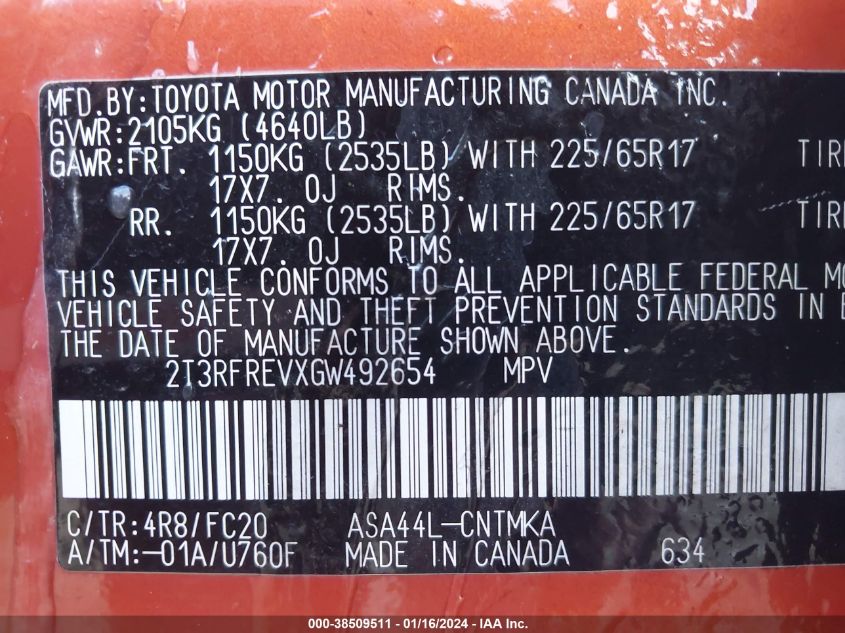 MFD. BY: TOYOTA MOTOR MANUFACTURING CANADA INC.
GVWR: 2105KG (4640LB)
GAWR: FRT. 1150KG (2535LB) WITH 225/65R17 TIR
17X7. 0J RIMS.
RR. 1150KG (2535LB) WITH 225/65R17 TIR
17X7. 0J RIMS.
THIS VEHICLE CONFORMS TO ALL APPLICABLE FEDERAL MO
VEHICLE SAFETY AND THEFT PREVENTION STANDARDS IN E
THE DATE OF MANUFACTURE SHOWN ABOVE.
2T3RFREVXGW492654 MPV
C/TR: 4R8/FC20 ASA44L-CNTMKA
A/TM:-01A/U760F MADE IN CANADA 634
000-38509511 - 01/16/2024 - IAA Inc.